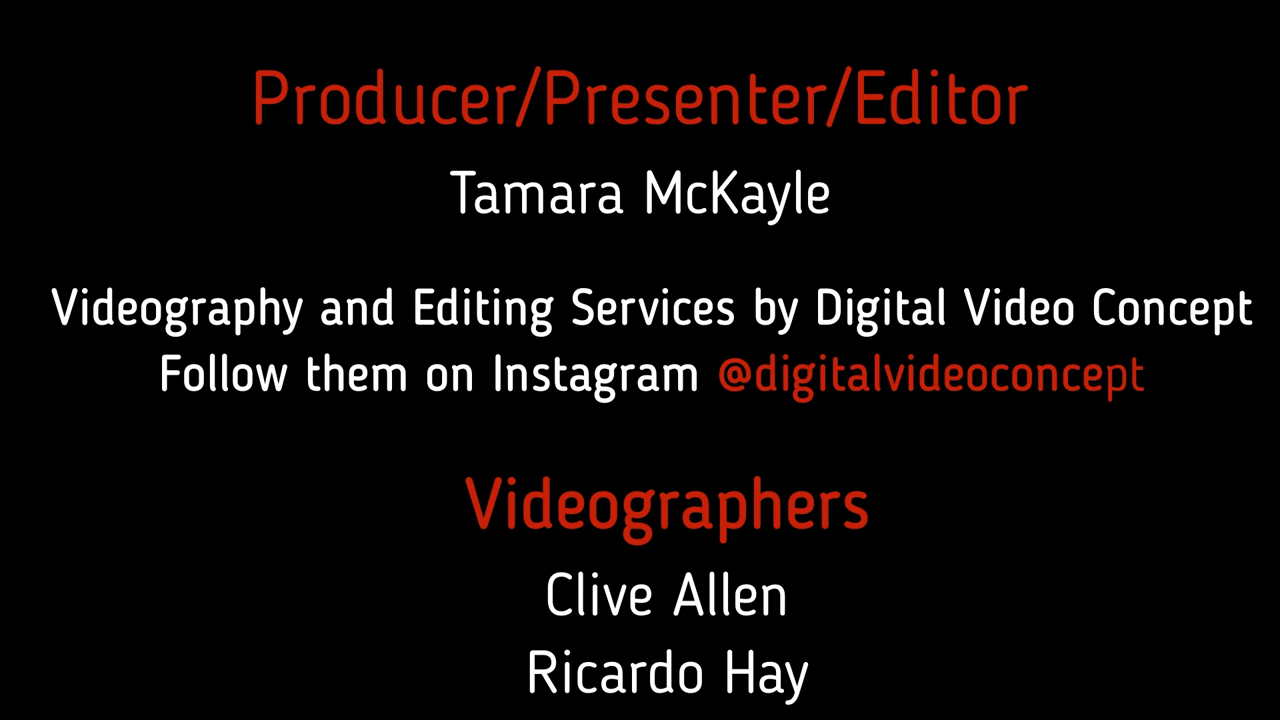 Producer/Presenter/Editor
Tamara McKayle
Videography and Editing Services by Digital Video Concept
Follow them on Instagram @digitalvideoconcept
Videographers
Clive Allen
Ricardo Hay